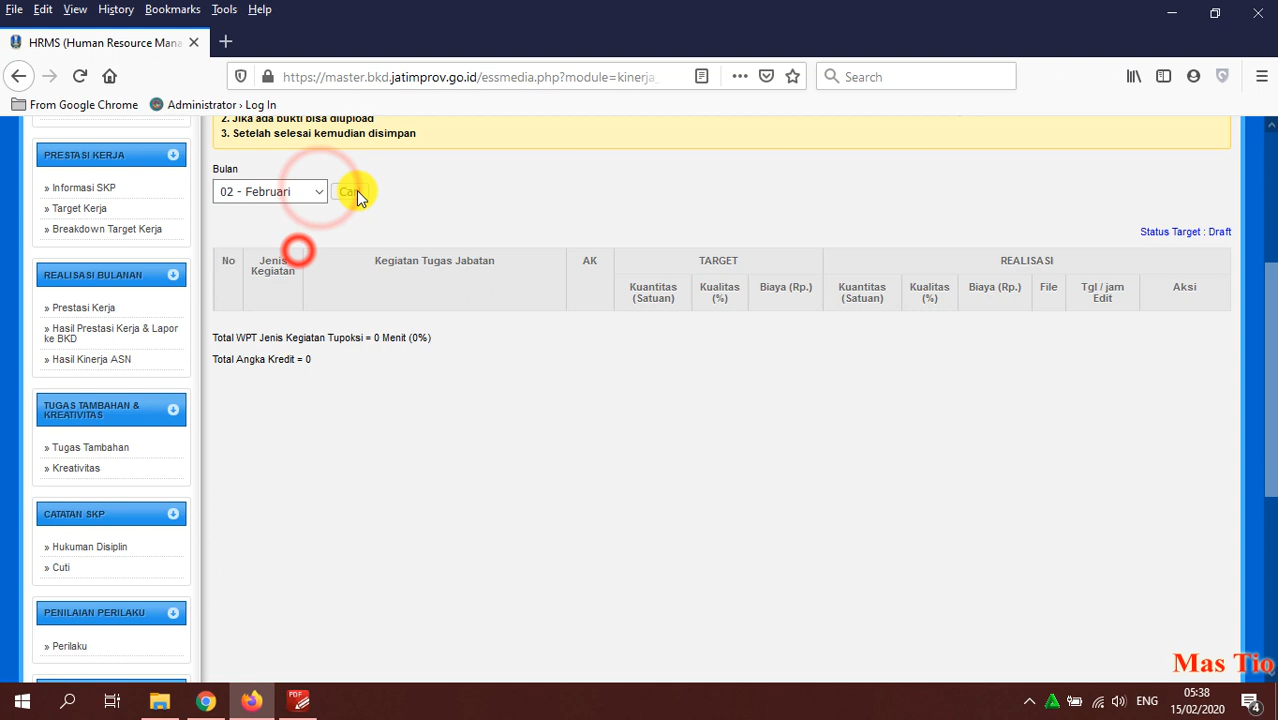 File Edit View History Bookmarks Tools Help
HRMS (Human Resource Mana
https://master.bkd.jatimprov.go.id/essmedia.php?module=kinerja_
Search
From Google Chrome
Administrator › Log In
2. Jika ada bukti bisa diupload
3. Setelah selesai kemudian disimpan
PRESTASI KERJA
» Informasi SKP
» Target Kerja
» Breakdown Target Kerja
REALISASI BULANAN
» Prestasi Kerja
» Hasil Prestasi Kerja & Lapor
ke BKD
» Hasil Kinerja ASN
TUGAS TAMBAHAN &
KREATIVITAS
» Tugas Tambahan
» Kreativitas
CATATAN SKP
» Hukuman Disiplin
» Cuti
PENILAIAN PERILAKU
» Perilaku
Bulan
02 - Februari
Status Target : Draft
No
Jenis
Kegiatan
Kegiatan Tugas Jabatan
AK
TARGET
REALISASI
Kuantitas
(Satuan)
Kualitas
(%)
Biaya (Rp.)
Kuantitas
(Satuan)
Kualitas
(%)
Biaya (Rp.)
File
Tgl / jam
Edit
Aksi
Total WPT Jenis Kegiatan Tupoksi = 0 Menit (0%)
Total Angka Kredit = 0
Mas Tio
PDF
ENG
05:38
15/02/2020
4